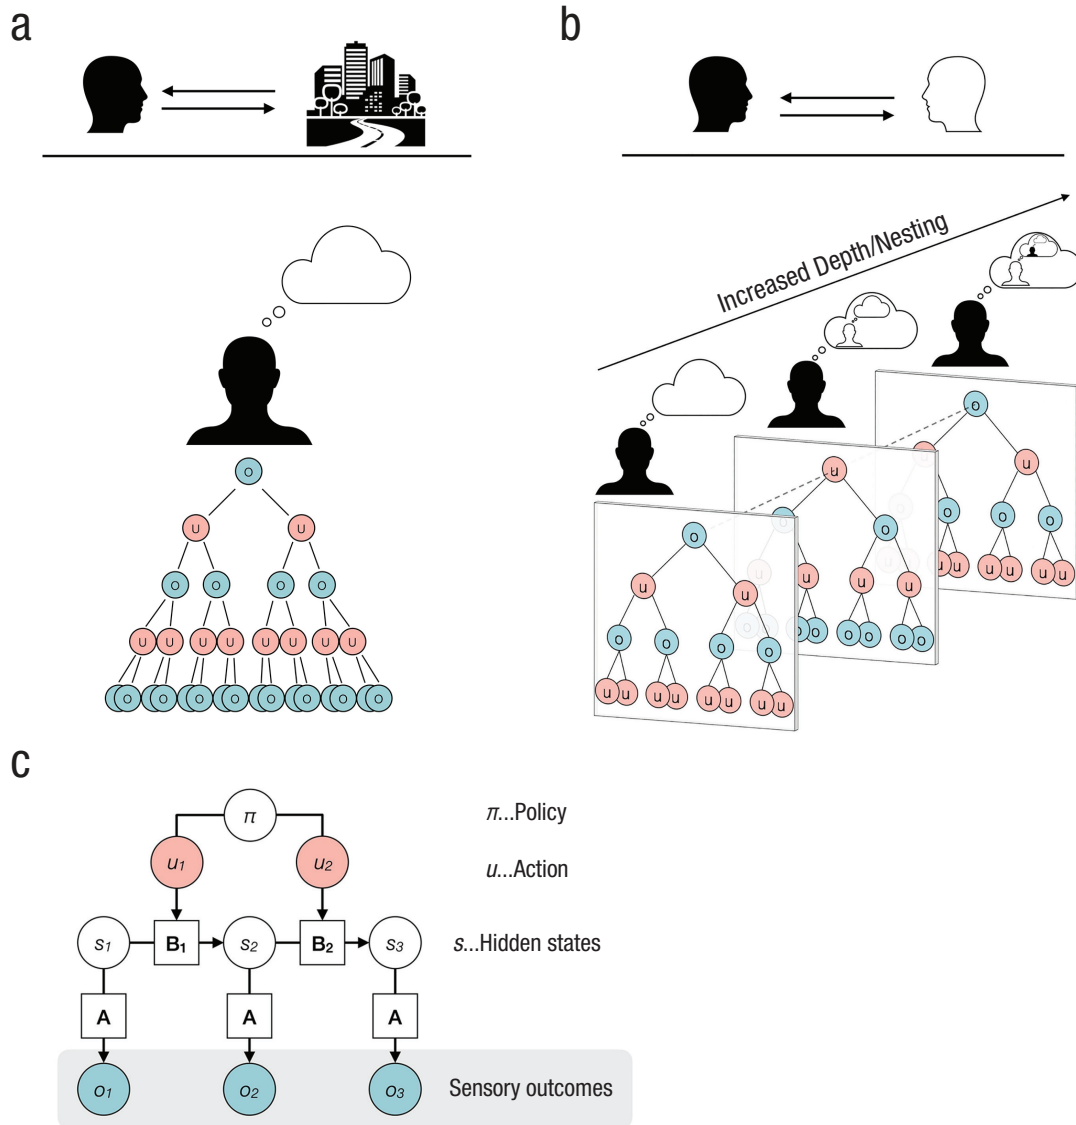 a
b
Increased Depth/Nesting
o
u u
o o o o
u u u u u u u u
o o o o o o o o
o
u u
o o o o
u u u u u u u u
u
o o
u u u
o o o o o o
o
u u
o o o
u u u u u u
c
π
π...Policy
u1 u2
u...Action
s1 B1 s2 B2 s3
s...Hidden states
A A A
o1 o2 o3
Sensory outcomes